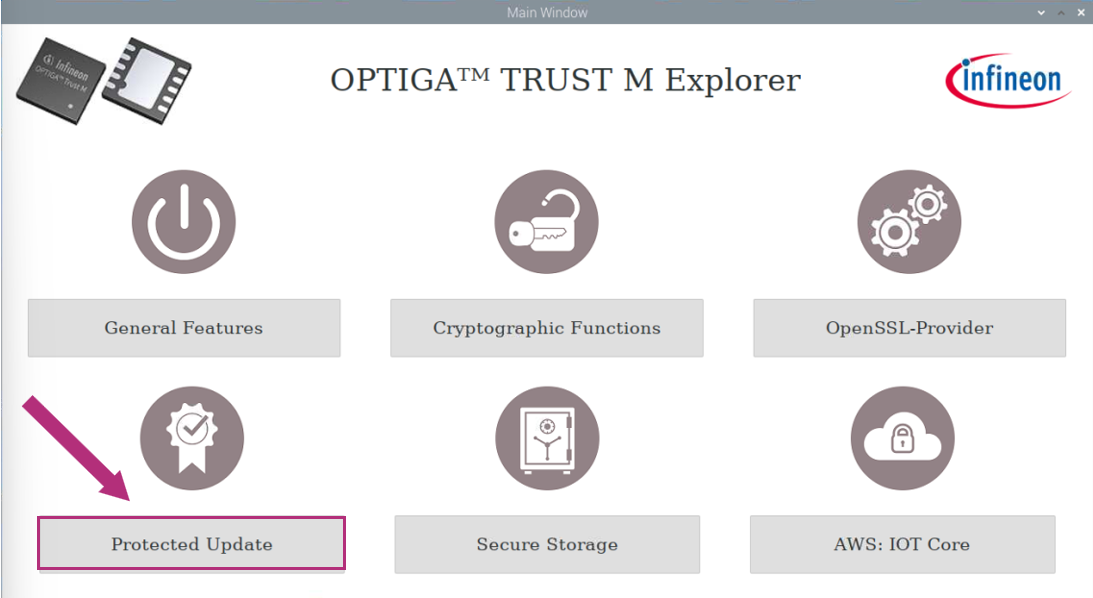 Main Window
Infineon
OPTIGA™ Trust M
OPTIGA™ TRUST M Explorer
infineon
General Features
Cryptographic Functions
OpenSSL-Provider
Protected Update
Secure Storage
AWS: IOT Core